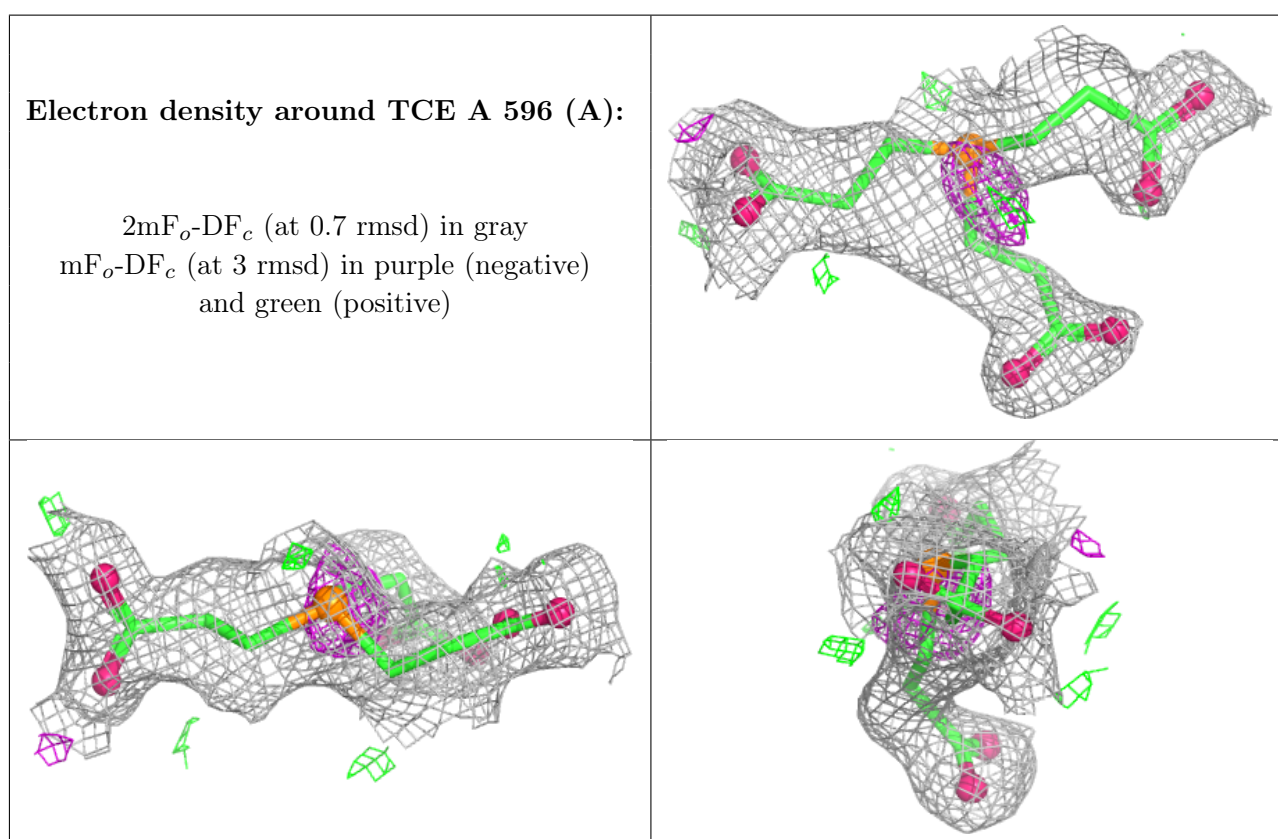 Electron density around TCE A 596 (A):
2mFo-DFc (at 0.7 rmsd) in gray
mFo-DFc (at 3 rmsd) in purple (negative)
and green (positive)